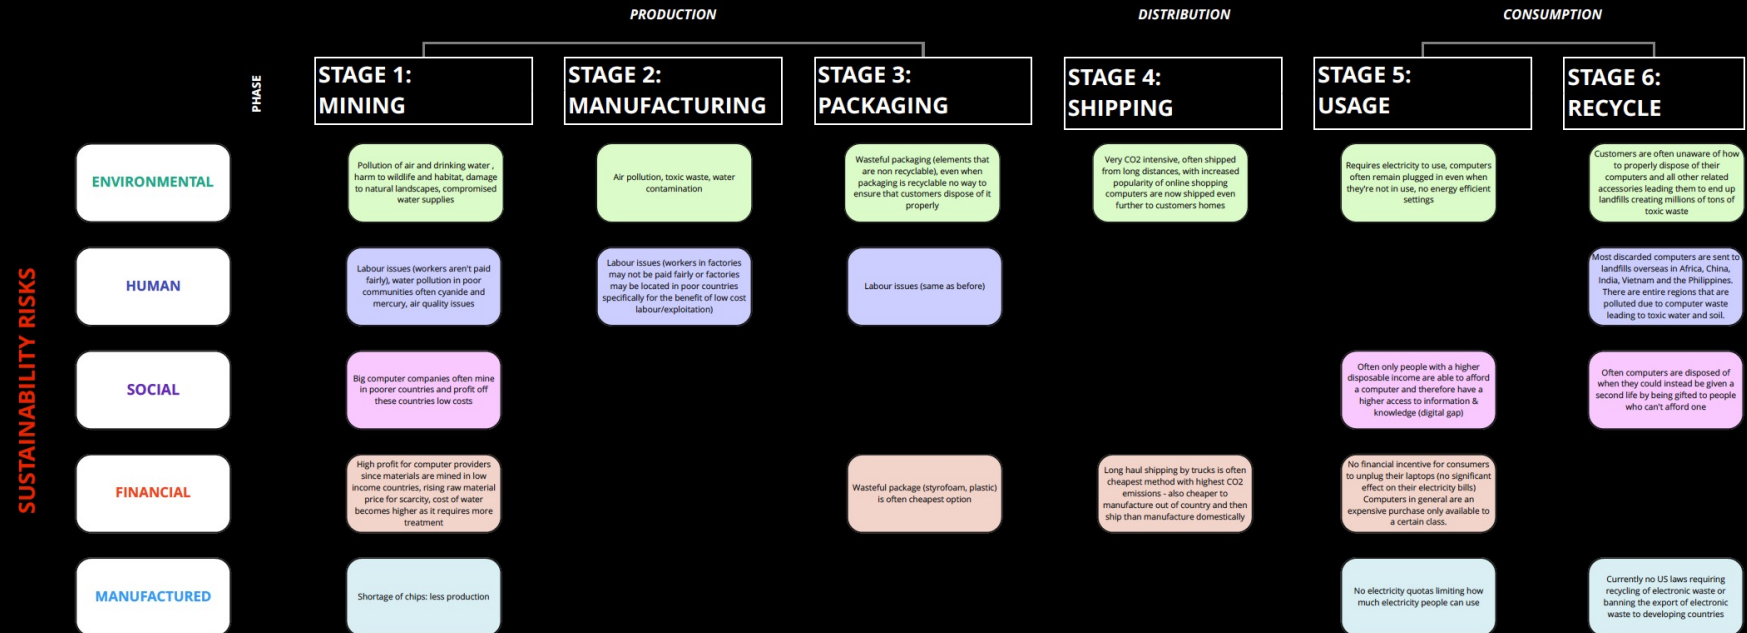 PRODUCTION
DISTRIBUTION
CONSUMPTION
PHASE
STAGE 1:
MINING
STAGE 2:
MANUFACTURING
STAGE 3:
PACKAGING
STAGE 4:
SHIPPING
STAGE 5:
USAGE
STAGE 6:
RECYCLE
SUSTAINABILITY RISKS
ENVIRONMENTAL
Pollution of air and drinking water ,
harm to wildlife and habitat, damage
to natural landscapes, compromised
water supplies
Air pollution, toxic waste, water
contamination
Wasteful packaging (elements that
are non recyclable), even when
packaging is recyclable no way to
ensure that customers dispose of it
properly
Very CO2 intensive, often shipped
from long distances, with increased
popularity of online shopping
computers are now shipped even
further to customers homes
Requires electricity to use, computers
often remain plugged in even when
they're not in use, no energy efficient
settings
Customers are often unaware of how
to properly dispose of their
computers and all other related
accessories leading them to end up
landfills creating millions of tons of
toxic waste
HUMAN
Labour issues (workers aren't paid
fairly), water pollution in poor
communities often cyanide and
mercury, air quality issues
Labour issues (workers in factories
may not be paid fairly or factories
may be located in poor countries
specifically for the benefit of low cost
labour/exploitation)
Labour issues (same as before)
Most discarded computers are sent to
landfills overseas in Africa, China,
India, Vietnam and the Philippines.
There are entire regions that are
polluted due to computer waste
leading to toxic water and soil.
SOCIAL
Big computer companies often mine
in poorer countries and profit off
these countries low costs
Often only people with a higher
disposable income are able to afford
a computer and therefore have a
higher access to information &
knowledge (digital gap)
Often computers are disposed of
when they could instead be given a
second life by being gifted to people
who can't afford one
FINANCIAL
High profit for computer providers
since materials are mined in low
income countries, rising raw material
price for scarcity, cost of water
becomes higher as it requires more
treatment
Wasteful package (styrofoam, plastic)
is often cheapest option
Long haul shipping by trucks is often
cheapest method with highest CO2
emissions - also cheaper to
manufacture out of country and then
ship than manufacture domestically
No financial incentive for consumers
to unplug their laptops (no significant
effect on their electricity bills)
Computers in general are an
expensive purchase only available to
a certain class.
MANUFACTURED
Shortage of chips: less production
No electricity quotas limiting how
much electricity people can use
Currently no US laws requiring
recycling of electronic waste or
banning the export of electronic
waste to developing countries